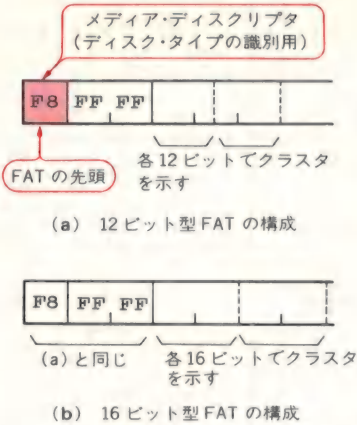 メディア・ディスクリプタ
(ディスク・タイプの識別用)
F8 FF FF
FATの先頭
各12ビットでクラスタ
を示す
(a) 12ビット型FATの構成
F8 FF FF
(a)と同じ
各16ビットでクラスタ
を示す
(b) 16ビット型FATの構成